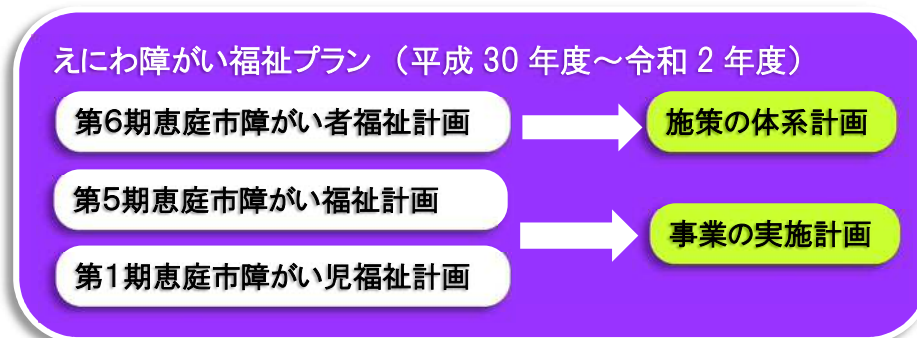 えにわ障がい福祉プラン （平成 30 年度～令和 2 年度）
第6期恵庭市障がい者福祉計画
施策の体系計画
第5期恵庭市障がい福祉計画
事業の実施計画
第1期恵庭市障がい児福祉計画